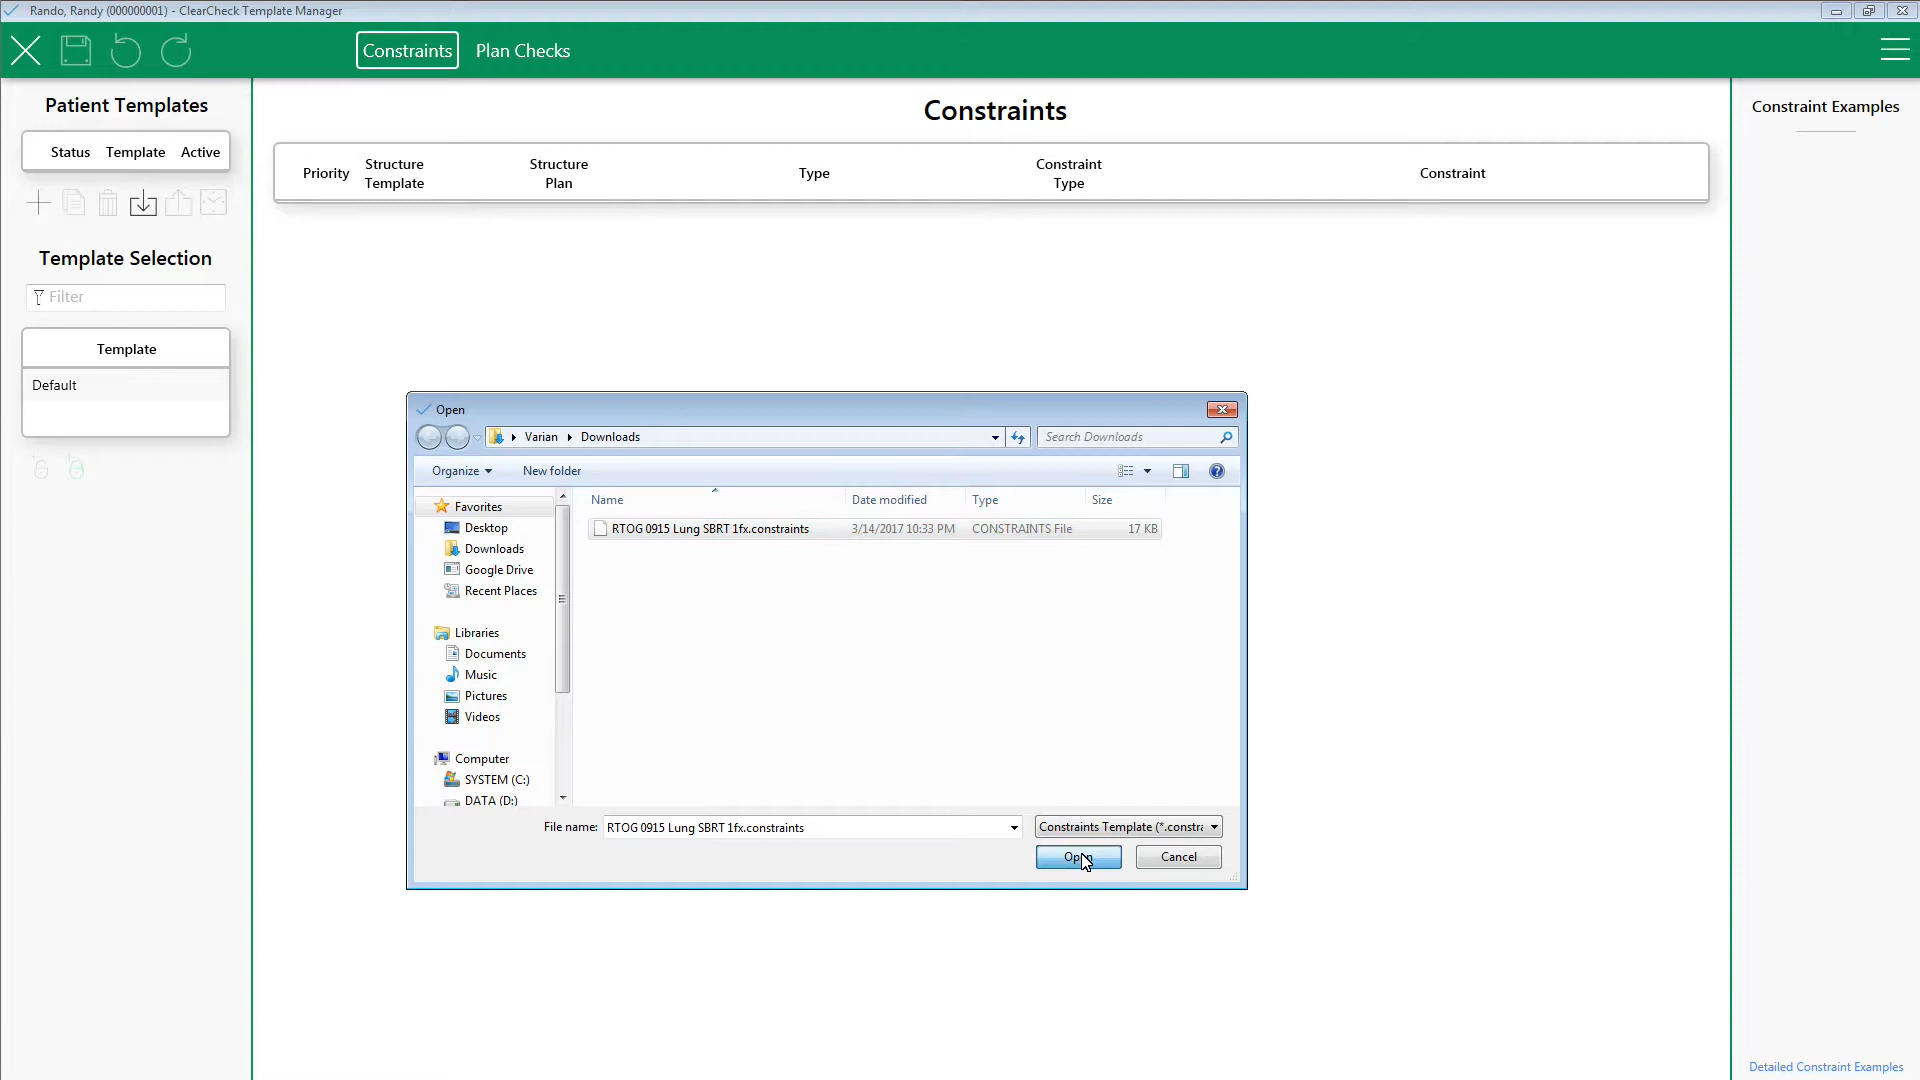 Rando, Randy (000000001) - ClearCheck Template Manager
Constraints
Plan Checks
Patient Templates
Status Template Active
Template Selection
Filter
Template
Default
Constraints
Priority
Structure
Template
Structure
Plan
Type
Constraint
Type
Constraint
Constraint Examples
Open
Varian
Downloads
Search Downloads
Organize
New folder
Name
Date modified
Type
Size
RTOG 0915 Lung SBRT 1fx.constraints
3/14/2017 10:33 PM
CONSTRAINTS File
17 KB
Favorites
Desktop
Downloads
Google Drive
Recent Places
Libraries
Documents
Music
Pictures
Videos
Computer
SYSTEM (C:)
DATA (D:)
File name:
RTOG 0915 Lung SBRT 1fx.constraints
Constraints Template (*.constra
Open
Cancel
Detailed Constraint Examples